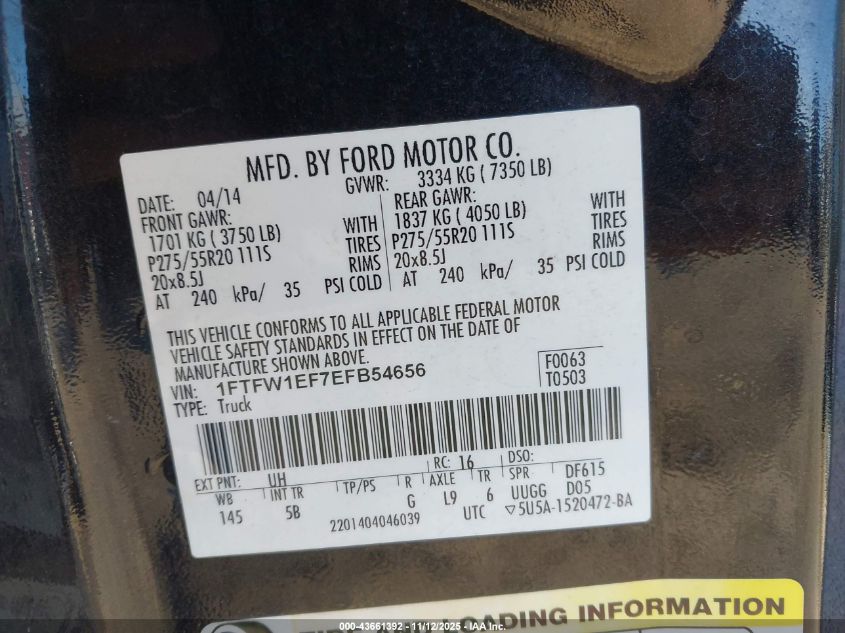 MFD. BY FORD MOTOR CO.
DATE: 04/14 GVWR: 3334 KG ( 7350 LB)
FRONT GAWR: REAR GAWR:
1701 KG ( 3750 LB) WITH 1837 KG ( 4050 LB) WITH
P275/55R20 111S TIRES P275/55R20 111S TIRES
20x8.5J RIMS 20x8.5J RIMS
AT 240 kPa/ 35 PSI COLD AT 240 kPa/ 35 PSI COLD
THIS VEHICLE CONFORMS TO ALL APPLICABLE FEDERAL MOTOR
VEHICLE SAFETY STANDARDS IN EFFECT ON THE DATE OF
MANUFACTURE SHOWN ABOVE.
VIN: 1FTFW1EF7EFB54656 F0063
TYPE: Truck T0503
EXT PNT: UH RC: 16 DSO:
WB INT TR TP/PS R AXLE TR SPR DF615
145 5B G L9 6 UUGG D05
2201404046039 UTC ▽5U5A-1520472-BA
LOADING INFORMATION
www.iaai.com - 43661392 - 11/12/2025 - IAA Inc.